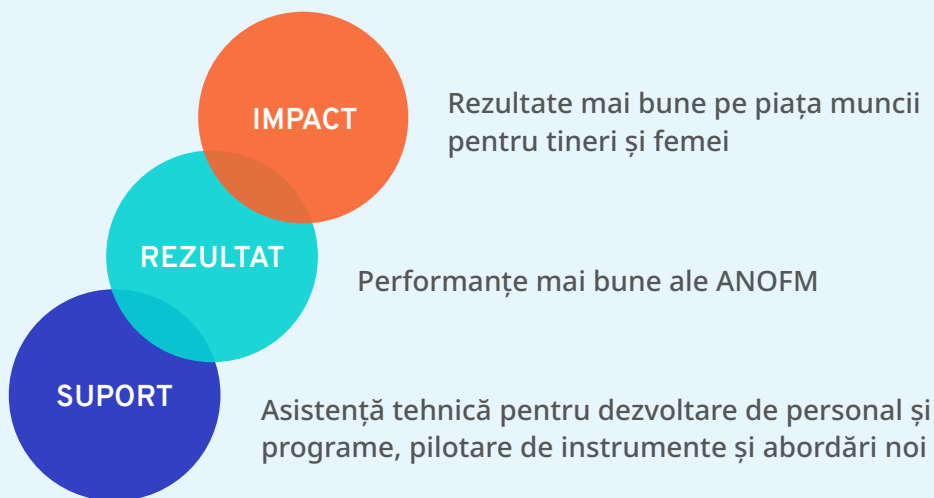 IMPACT
Rezultate mai bune pe piața muncii
pentru tineri și femei
REZULTAT
Performanțe mai bune ale ANOFM
SUPORT
Asistență tehnică pentru dezvoltare de personal și
programe, pilotare de instrumente și abordări noi